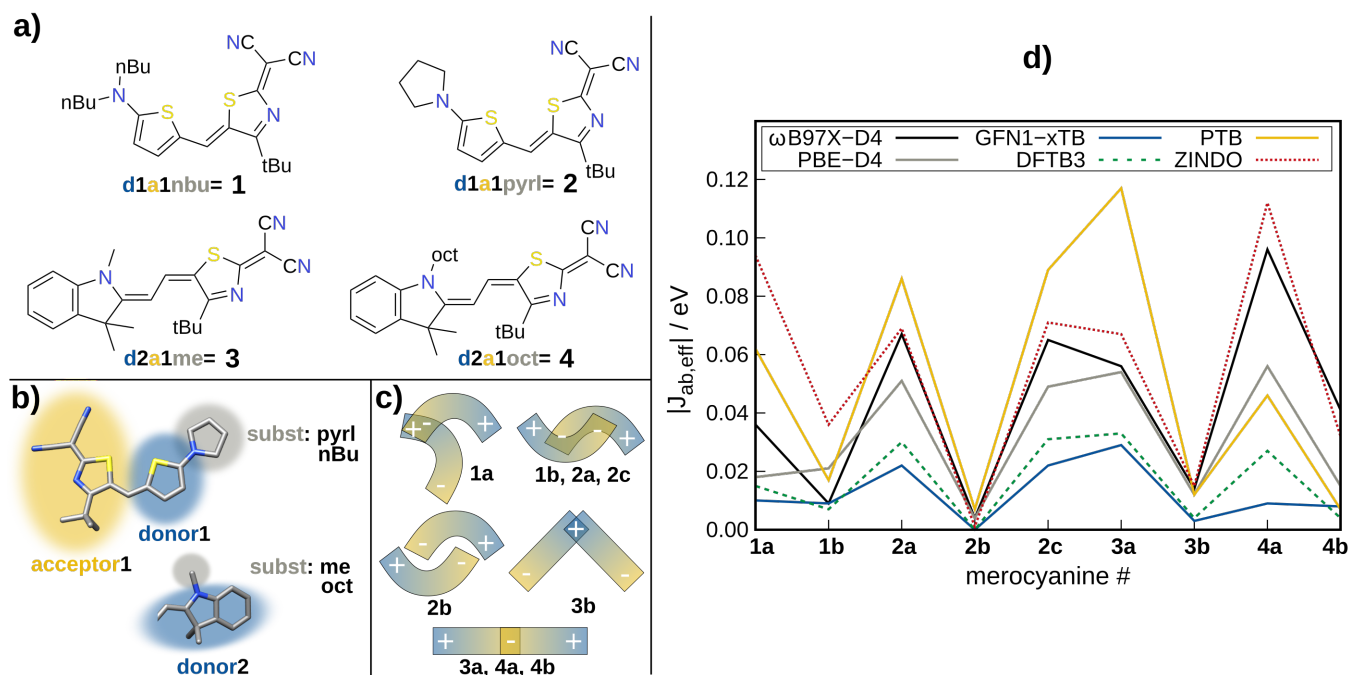 a)
NC
CN
nBu
nBu
N
S
S
N
tBu
d1a1nbu= 1
NC
CN
N
S
S
N
tBu
d1a1pyrl= 2
CN
CN
N
S
N
tBu
d2a1me= 3
CN
CN
oct
N
S
N
tBu
d2a1oct= 4
b)
subst: pyrl
nBu
donor1
acceptor1
subst: me
oct
donor2
c)
+ - + -
1a
+ - - +
1b, 2a, 2c
+ - - +
2b
+ - -
3b
+ - +
3a, 4a, 4b
d)
ωB97X−D4 GFN1−xTB PTB
PBE−D4 DFTB3 ZINDO
|Jab,eff| / eV
0.12
0.10
0.08
0.06
0.04
0.02
0.00
1a 1b 2a 2b 2c 3a 3b 4a 4b
merocyanine #